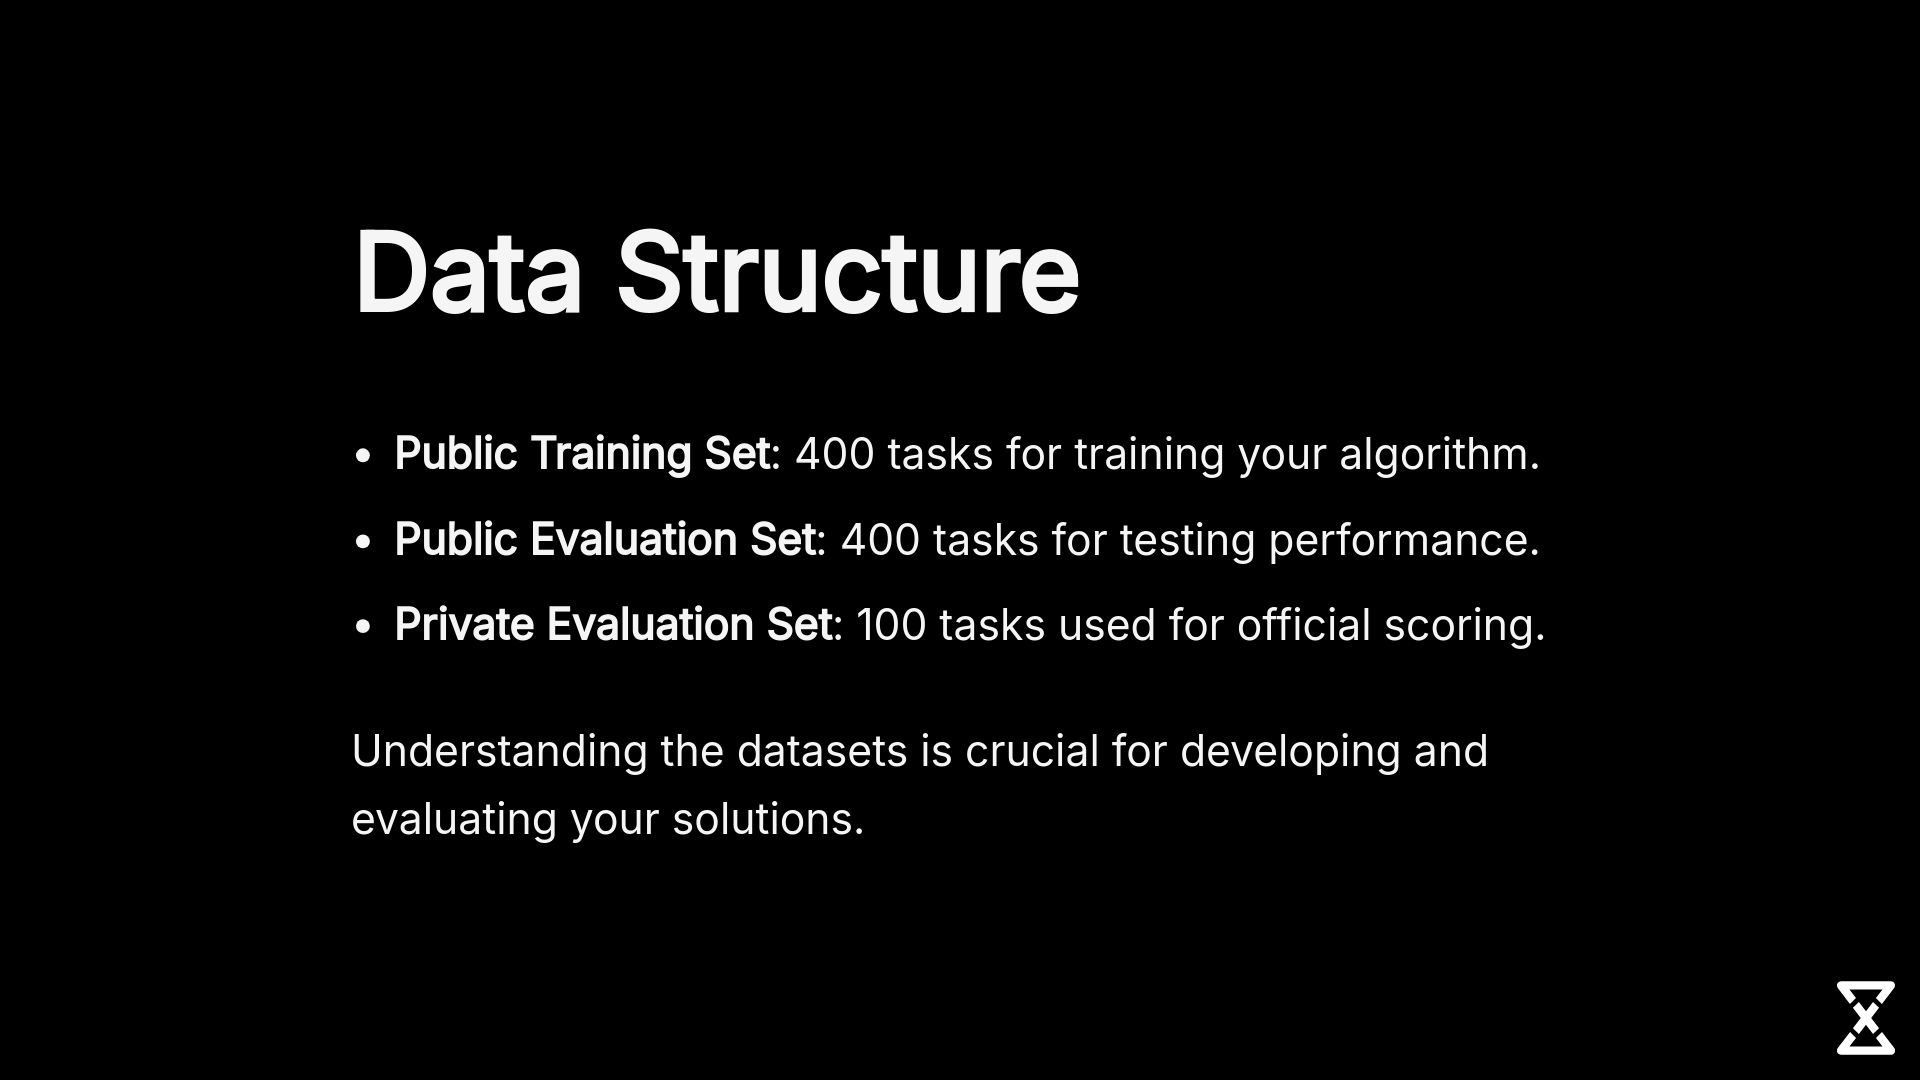 Data Structure
• Public Training Set: 400 tasks for training your algorithm.
• Public Evaluation Set: 400 tasks for testing performance.
• Private Evaluation Set: 100 tasks used for official scoring.
Understanding the datasets is crucial for developing and
evaluating your solutions.